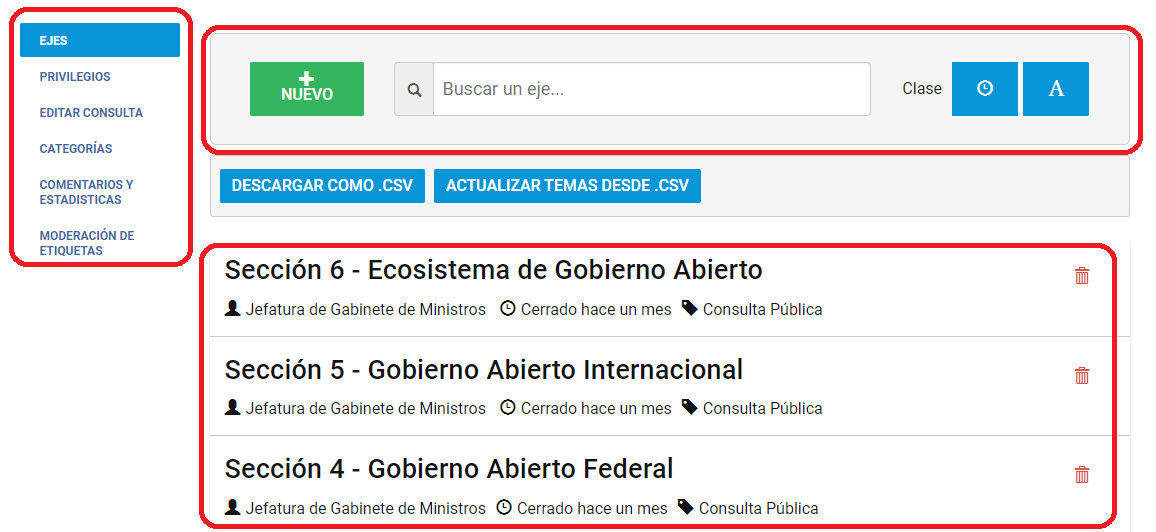 EJES
PRIVILEGIOS
EDITAR CONSULTA
CATEGORÍAS
COMENTARIOS Y
ESTADISTICAS
MODERACIÓN DE
ETIQUETAS
NUEVO
Buscar un eje...
Clase
A
DESCARGAR COMO .CSV
ACTUALIZAR TEMAS DESDE .CSV
Sección 6 - Ecosistema de Gobierno Abierto
Jefatura de Gabinete de Ministros Cerrado hace un mes Consulta Pública
Sección 5 - Gobierno Abierto Internacional
Jefatura de Gabinete de Ministros Cerrado hace un mes Consulta Pública
Sección 4 - Gobierno Abierto Federal
Jefatura de Gabinete de Ministros Cerrado hace un mes Consulta Pública